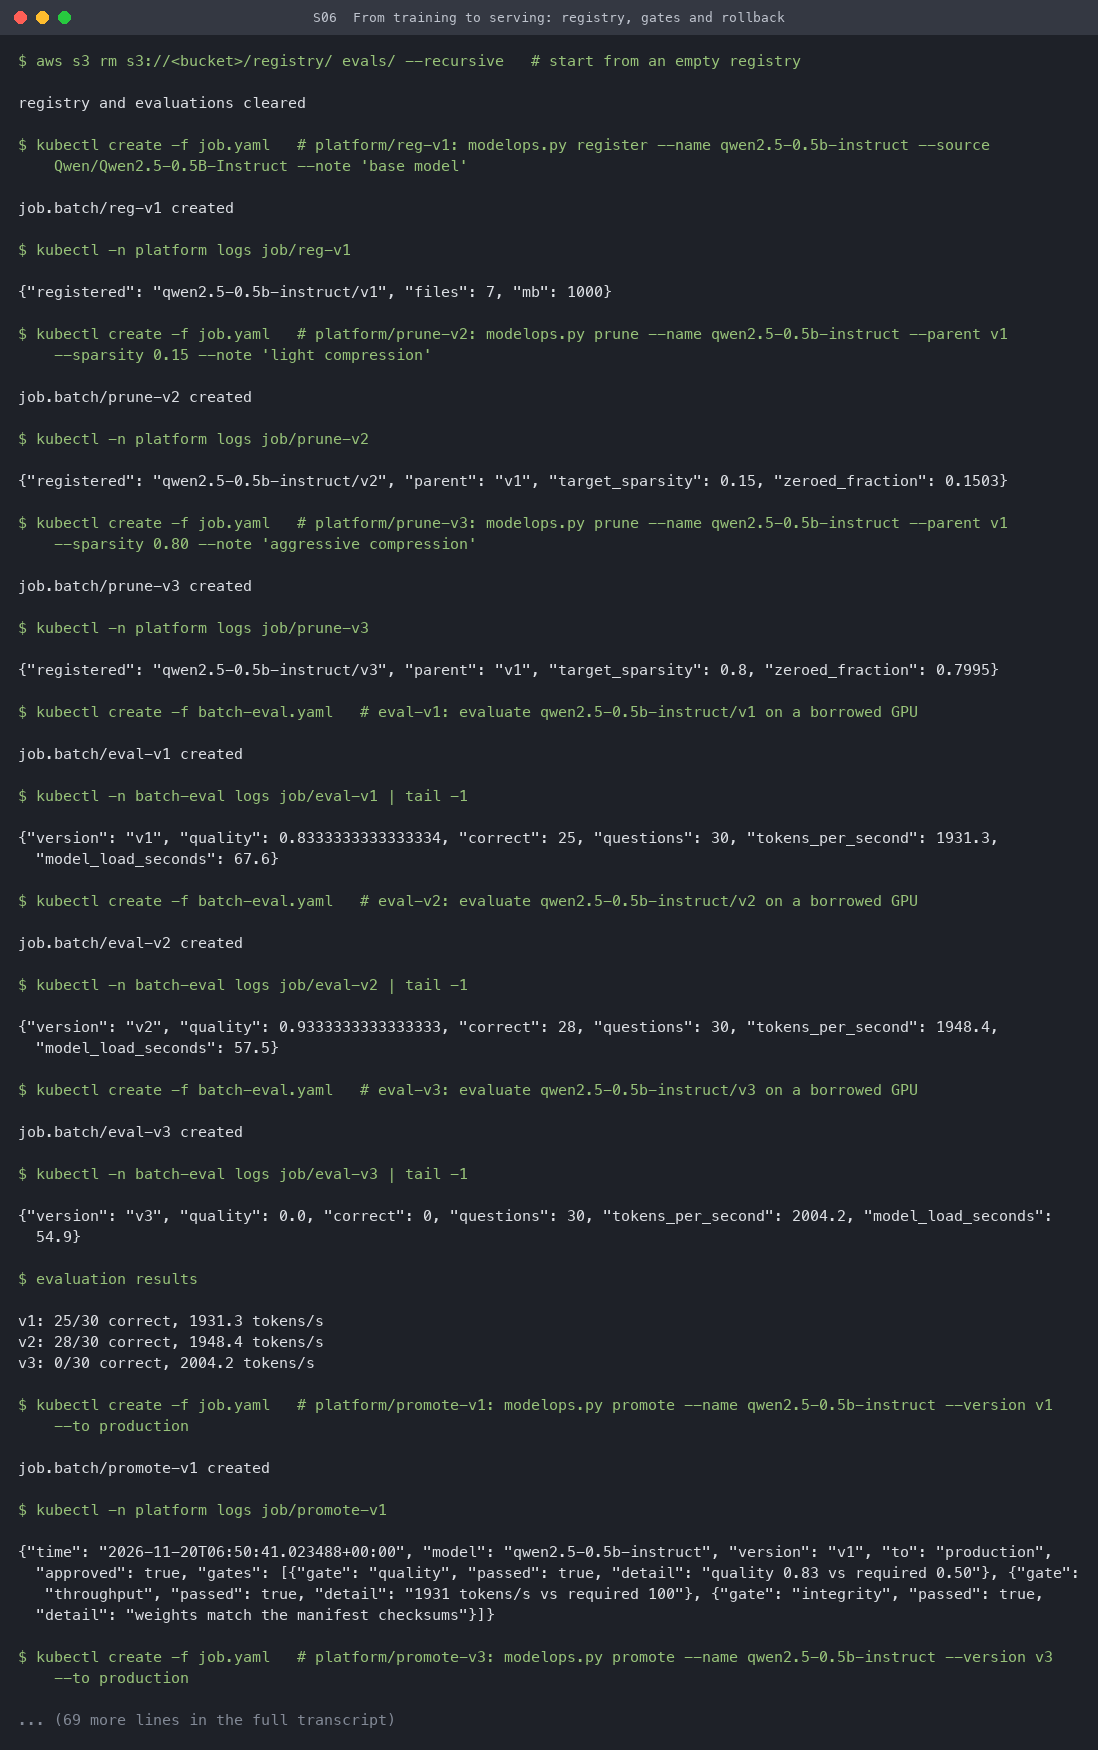 S06  From training to serving: registry, gates and rollback
$ aws s3 rm s3://<bucket>/registry/ evals/ --recursive   # start from an empty registry
registry and evaluations cleared
$ kubectl create -f job.yaml   # platform/reg-v1: modelops.py register --name qwen2.5-0.5b-instruct --source
Qwen/Qwen2.5-0.5B-Instruct --note 'base model'
job.batch/reg-v1 created
$ kubectl -n platform logs job/reg-v1
{"registered": "qwen2.5-0.5b-instruct/v1", "files": 7, "mb": 1000}
$ kubectl create -f job.yaml   # platform/prune-v2: modelops.py prune --name qwen2.5-0.5b-instruct --parent v1
--sparsity 0.15 --note 'light compression'
job.batch/prune-v2 created
$ kubectl -n platform logs job/prune-v2
{"registered": "qwen2.5-0.5b-instruct/v2", "parent": "v1", "target_sparsity": 0.15, "zeroed_fraction": 0.1503}
$ kubectl create -f job.yaml   # platform/prune-v3: modelops.py prune --name qwen2.5-0.5b-instruct --parent v1
--sparsity 0.80 --note 'aggressive compression'
job.batch/prune-v3 created
$ kubectl -n platform logs job/prune-v3
{"registered": "qwen2.5-0.5b-instruct/v3", "parent": "v1", "target_sparsity": 0.8, "zeroed_fraction": 0.7995}
$ kubectl create -f batch-eval.yaml   # eval-v1: evaluate qwen2.5-0.5b-instruct/v1 on a borrowed GPU
job.batch/eval-v1 created
$ kubectl -n batch-eval logs job/eval-v1 | tail -1
{"version": "v1", "quality": 0.8333333333333334, "correct": 25, "questions": 30, "tokens_per_second": 1931.3,
"model_load_seconds": 67.6}
$ kubectl create -f batch-eval.yaml   # eval-v2: evaluate qwen2.5-0.5b-instruct/v2 on a borrowed GPU
job.batch/eval-v2 created
$ kubectl -n batch-eval logs job/eval-v2 | tail -1
{"version": "v2", "quality": 0.9333333333333333, "correct": 28, "questions": 30, "tokens_per_second": 1948.4,
"model_load_seconds": 57.5}
$ kubectl create -f batch-eval.yaml   # eval-v3: evaluate qwen2.5-0.5b-instruct/v3 on a borrowed GPU
job.batch/eval-v3 created
$ kubectl -n batch-eval logs job/eval-v3 | tail -1
{"version": "v3", "quality": 0.0, "correct": 0, "questions": 30, "tokens_per_second": 2004.2, "model_load_seconds":
54.9}
$ evaluation results
v1: 25/30 correct, 1931.3 tokens/s
v2: 28/30 correct, 1948.4 tokens/s
v3: 0/30 correct, 2004.2 tokens/s
$ kubectl create -f job.yaml   # platform/promote-v1: modelops.py promote --name qwen2.5-0.5b-instruct --version v1
--to production
job.batch/promote-v1 created
$ kubectl -n platform logs job/promote-v1
{"time": "2026-11-20T06:50:41.023488+00:00", "model": "qwen2.5-0.5b-instruct", "version": "v1", "to": "production",
"approved": true, "gates": [{"gate": "quality", "passed": true, "detail": "quality 0.83 vs required 0.50"}, {"gate":
"throughput", "passed": true, "detail": "1931 tokens/s vs required 100"}, {"gate": "integrity", "passed": true,
"detail": "weights match the manifest checksums"}]}
$ kubectl create -f job.yaml   # platform/promote-v3: modelops.py promote --name qwen2.5-0.5b-instruct --version v3
--to production
... (69 more lines in the full transcript)